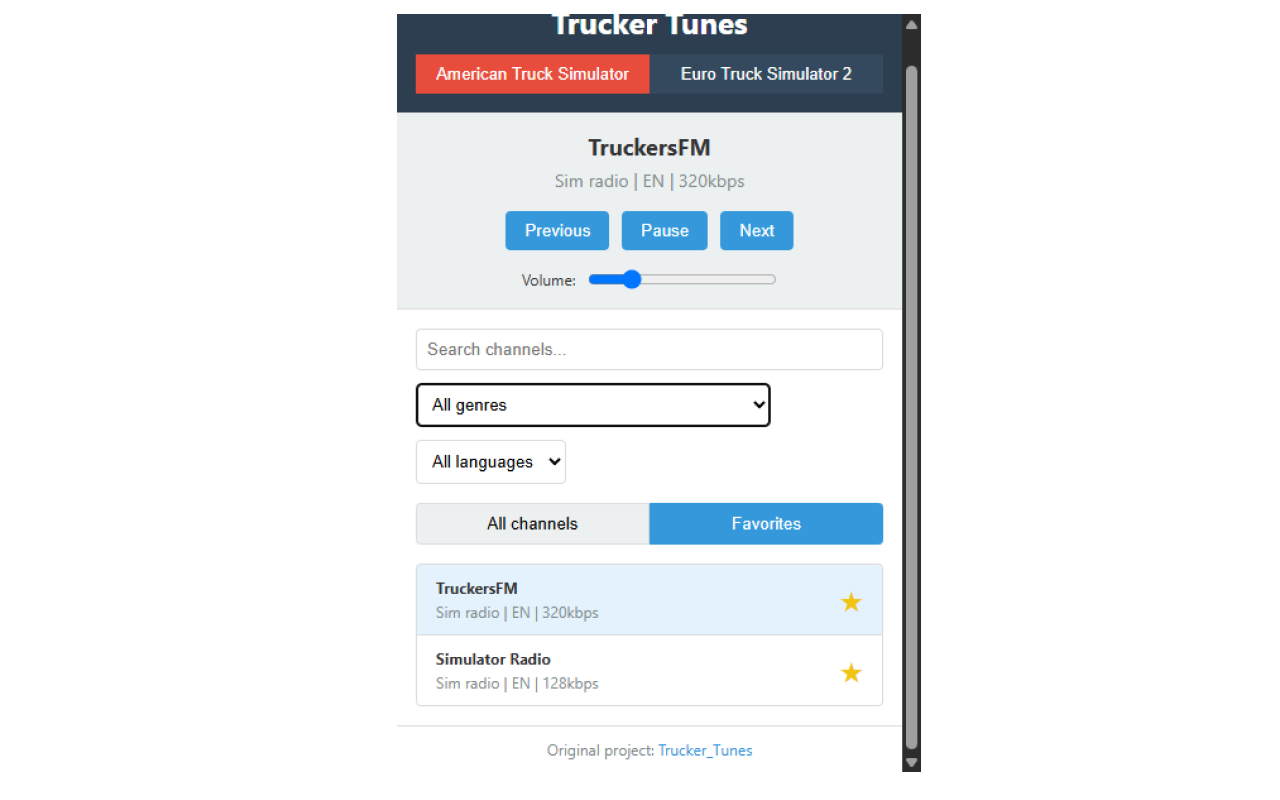 Trucker Tunes
American Truck Simulator Euro Truck Simulator 2
TruckersFM
Sim radio | EN | 320kbps
Previous Pause Next
Volume:
Search channels...
All genres
All languages
All channels Favorites
TruckersFM
Sim radio | EN | 320kbps
Simulator Radio
Sim radio | EN | 128kbps
Original project: Trucker_Tunes